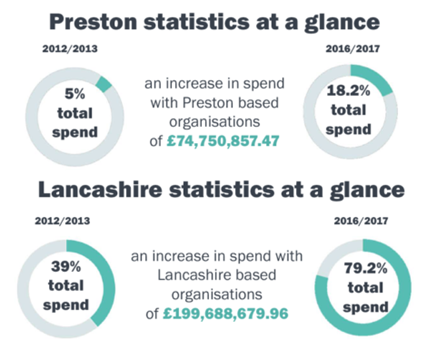 Preston statistics at a glance
2012/2013
5%
total
spend
an increase in spend
with Preston based
organisations
of £74,750,857.47
2016/2017
18.2%
total
spend
Lancashire statistics at a glance
2012/2013
39%
total
spend
an increase in spend with
Lancashire based
organisations
of £199,688,679.96
2016/2017
79.2%
total
spend